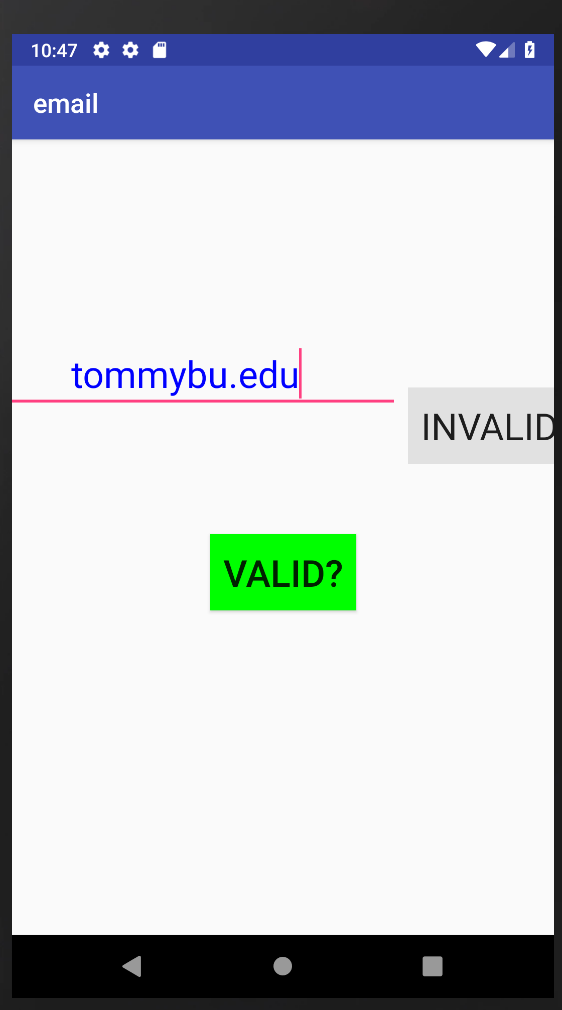 10:47
email
tommybu.edu
INVALID
VALID?